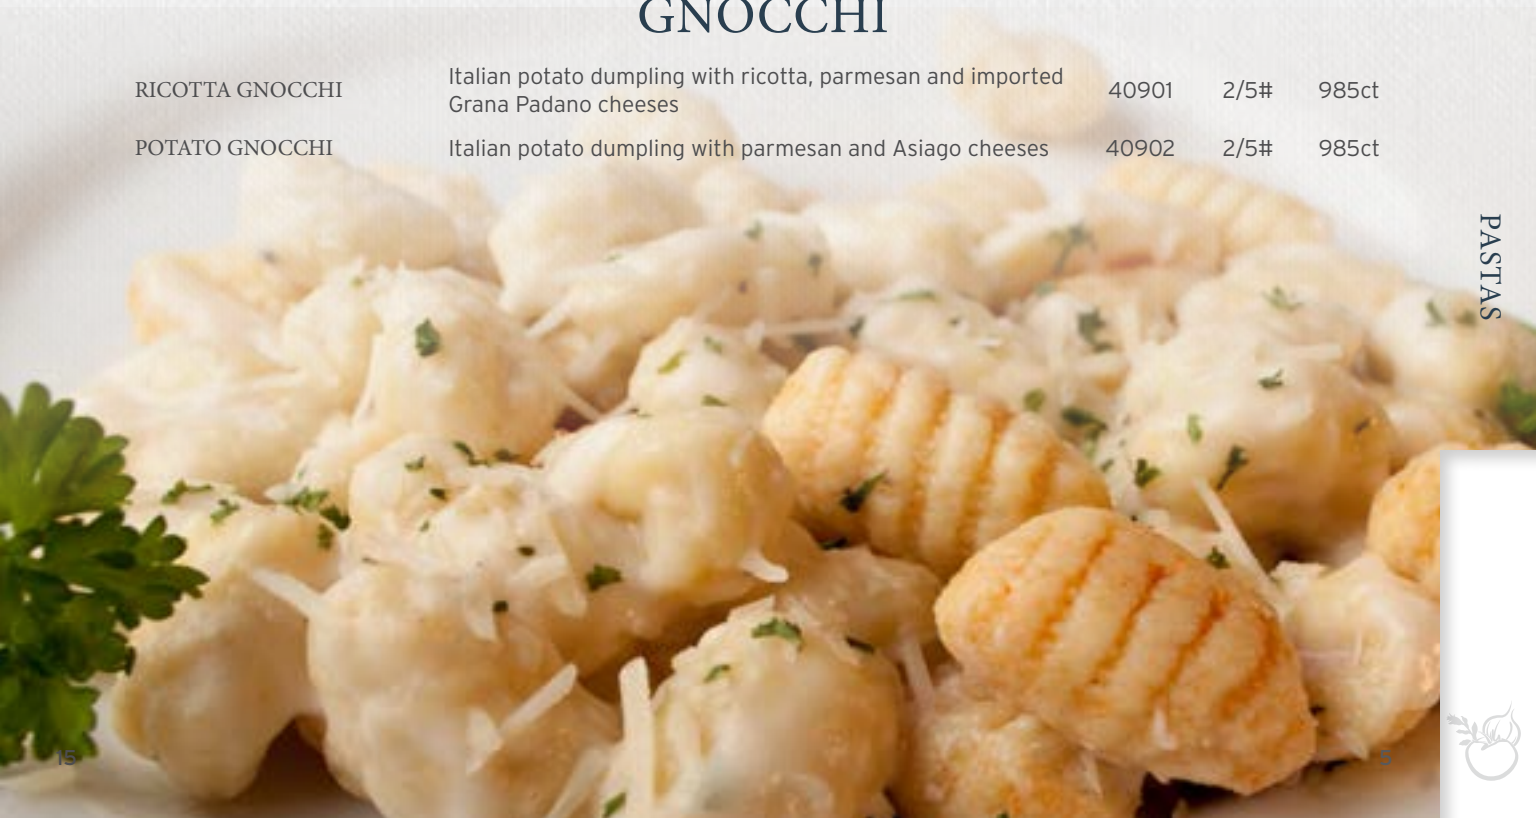 GNOCCHI
RICOTTA GNOCCHI Italian potato dumpling with ricotta, parmesan and imported Grana Padano cheeses 40901 2/5# 985ct
POTATO GNOCCHI Italian potato dumpling with parmesan and Asiago cheeses 40902 2/5# 985ct
PASTAS
15
5